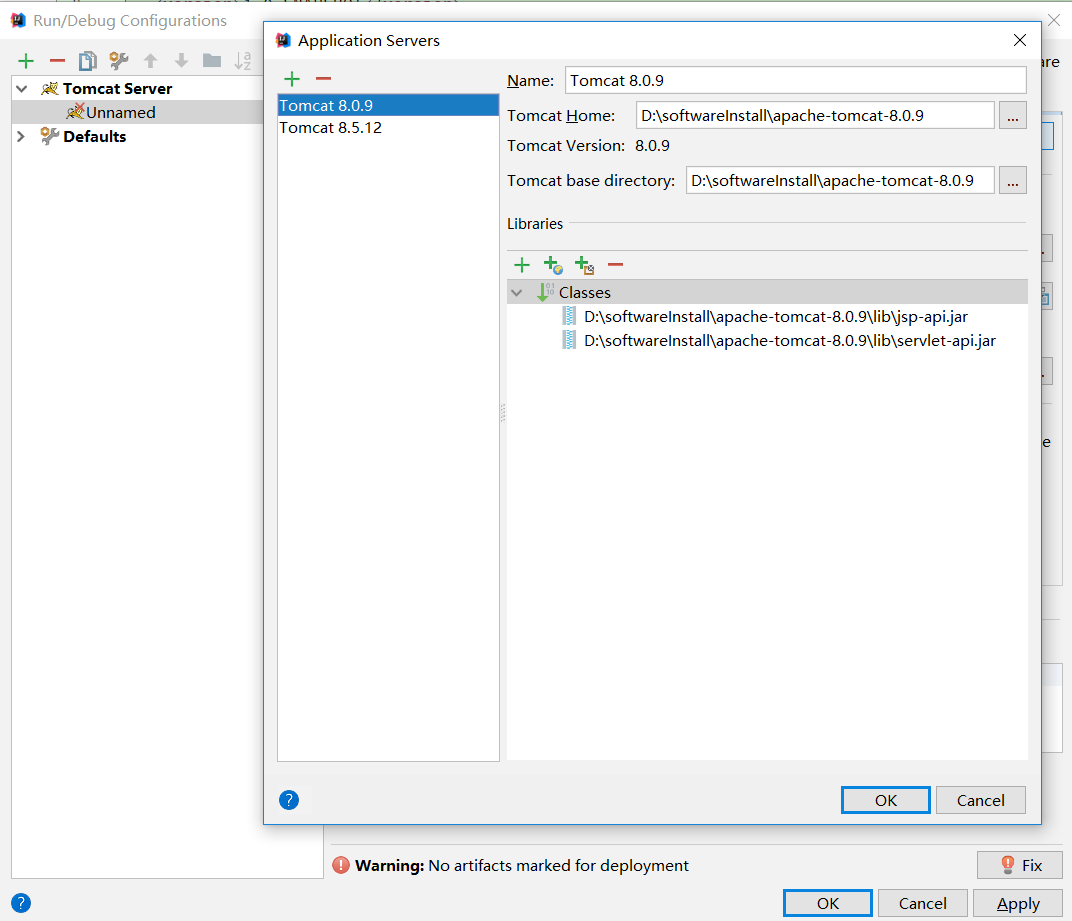 Run/Debug Configurations
Tomcat Server
Unnamed
Defaults
Application Servers
Tomcat 8.0.9
Tomcat 8.5.12
Name: Tomcat 8.0.9
Tomcat Home: D:\softwareInstall\apache-tomcat-8.0.9 ...
Tomcat Version: 8.0.9
Tomcat base directory: D:\softwareInstall\apache-tomcat-8.0.9 ...
Libraries
Classes
D:\softwareInstall\apache-tomcat-8.0.9\lib\jsp-api.jar
D:\softwareInstall\apache-tomcat-8.0.9\lib\servlet-api.jar
? OK Cancel
Warning: No artifacts marked for deployment Fix
? OK Cancel Apply